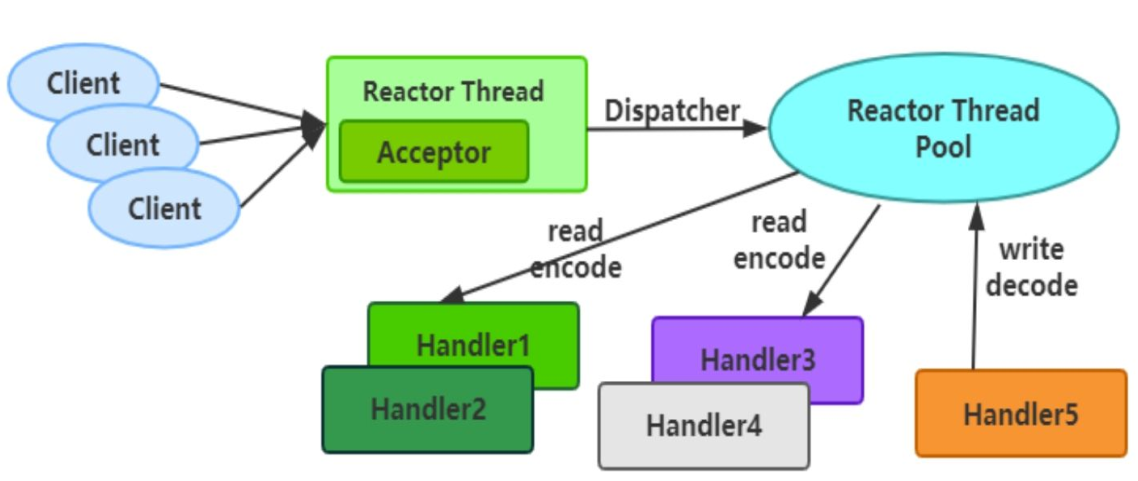 Client
Client
Client
Reactor Thread
Acceptor
Dispatcher
Reactor Thread
Pool
read
encode
read
encode
write
decode
Handler1
Handler2
Handler3
Handler4
Handler5